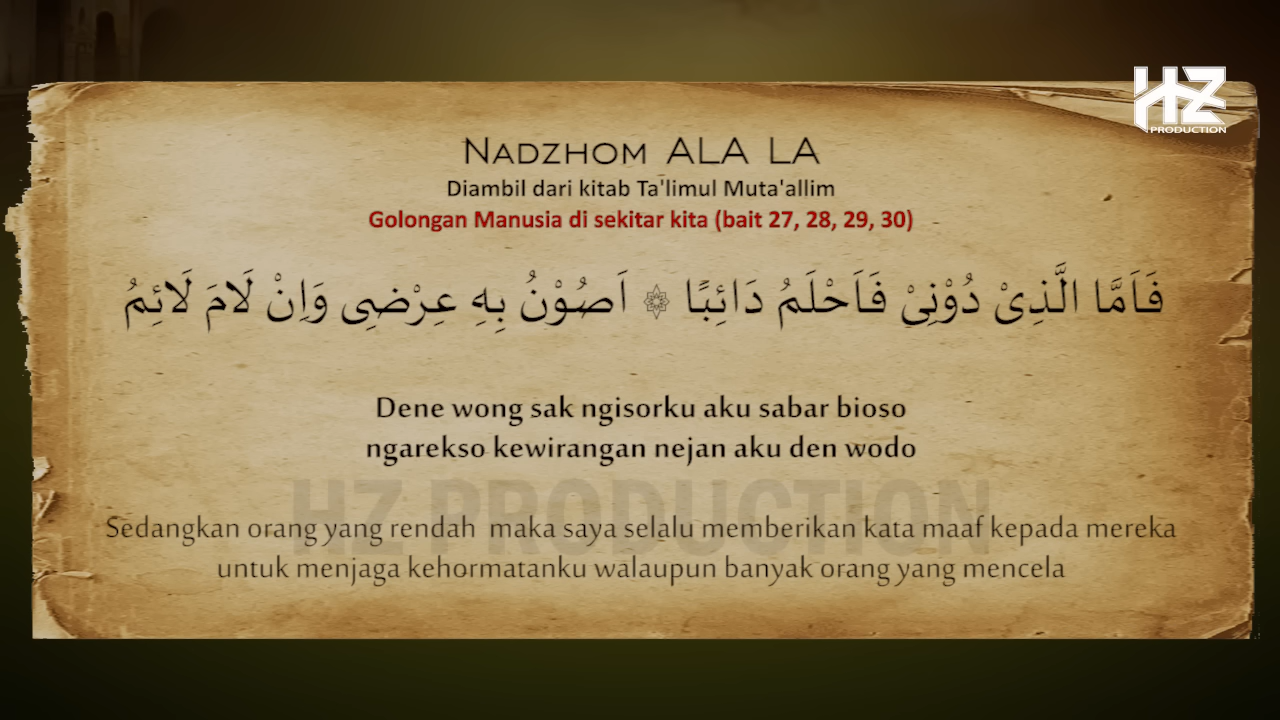 HZ
PRODUCTION
NADZHOM ALA LA
Diambil dari kitab Ta'limul Muta'allim
Golongan Manusia di sekitar kita (bait 27, 28, 29, 30)
فَاَمَّا الَّذِىْ دُوْنِىْ فَاَحْلَمُ دَائِبًا ۞ اَصُوْنُ بِهِ عِرْضِى وَاِنْ لَامَ لَائِمُ
Dene wong sak ngisorku aku sabar bioso
ngarekso kewirangan nejan aku den wodo
HZ PRODUCTION
Sedangkan orang yang rendah maka saya selalu memberikan kata maaf kepada mereka
untuk menjaga kehormatanku walaupun banyak orang yang mencela